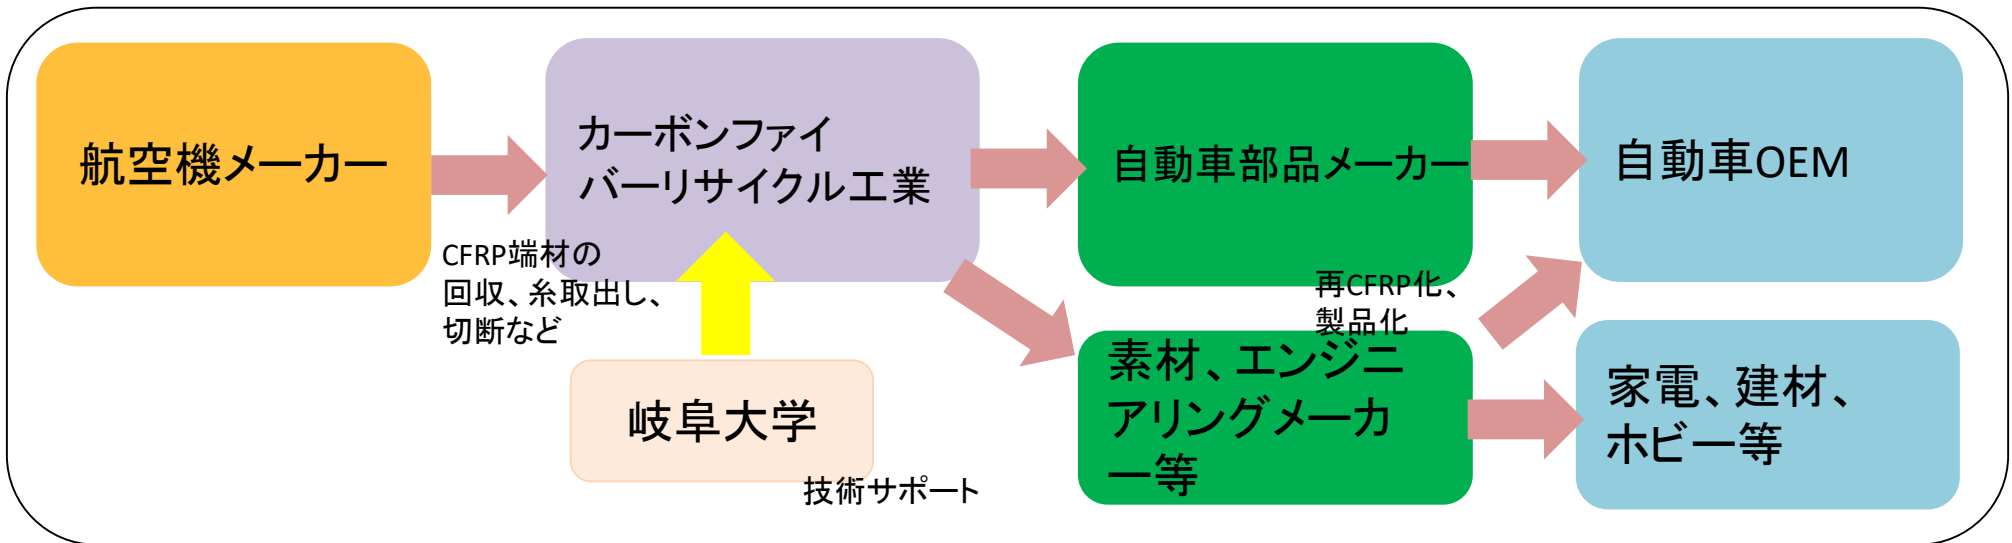 航空機メーカー
カーボンファイ
バーリサイクル工業
自動車部品メーカー
自動車OEM
CFRP端材の
回収、糸取出し、
切断など
再CFRP化、
製品化
岐阜大学
技術サポート
素材、エンジニ
アリングメーカ
ー等
家電、建材、
ホビー等